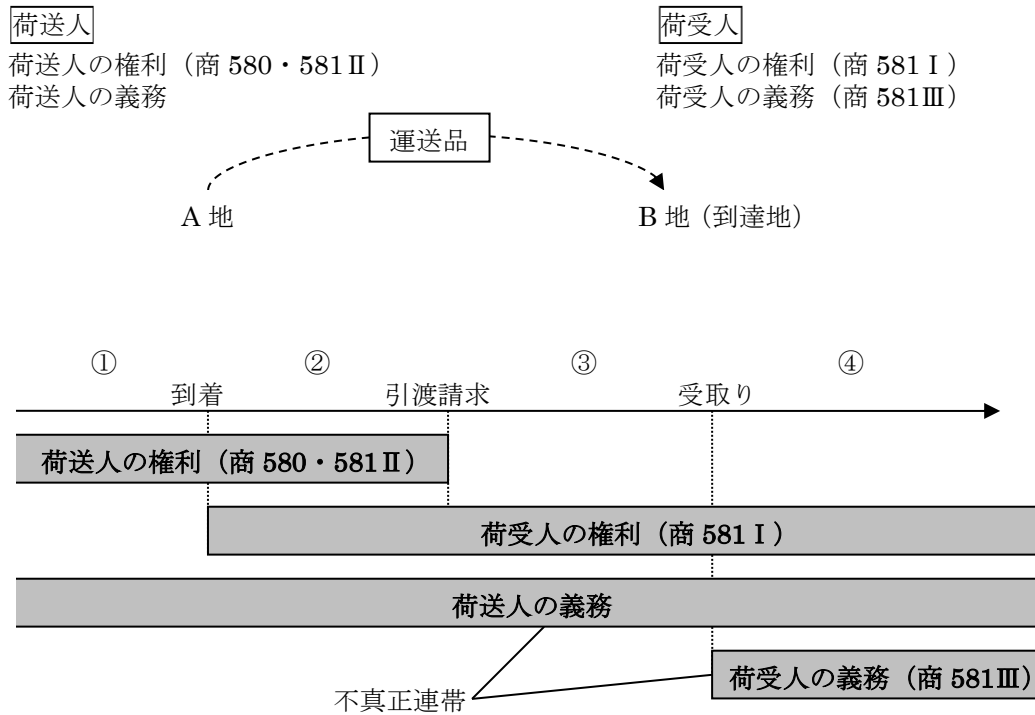 荷送人
荷送人の権利(商 580・581Ⅱ)
荷送人の義務
荷受人
荷受人の権利(商 581Ⅰ)
荷受人の義務(商 581Ⅲ)
運送品
A 地
B 地(到達地)
① ② ③ ④
到着 引渡請求 受取り
荷送人の権利(商 580・581Ⅱ)
荷受人の権利(商 581Ⅰ)
荷送人の義務
荷受人の義務(商 581Ⅲ)
不真正連帯